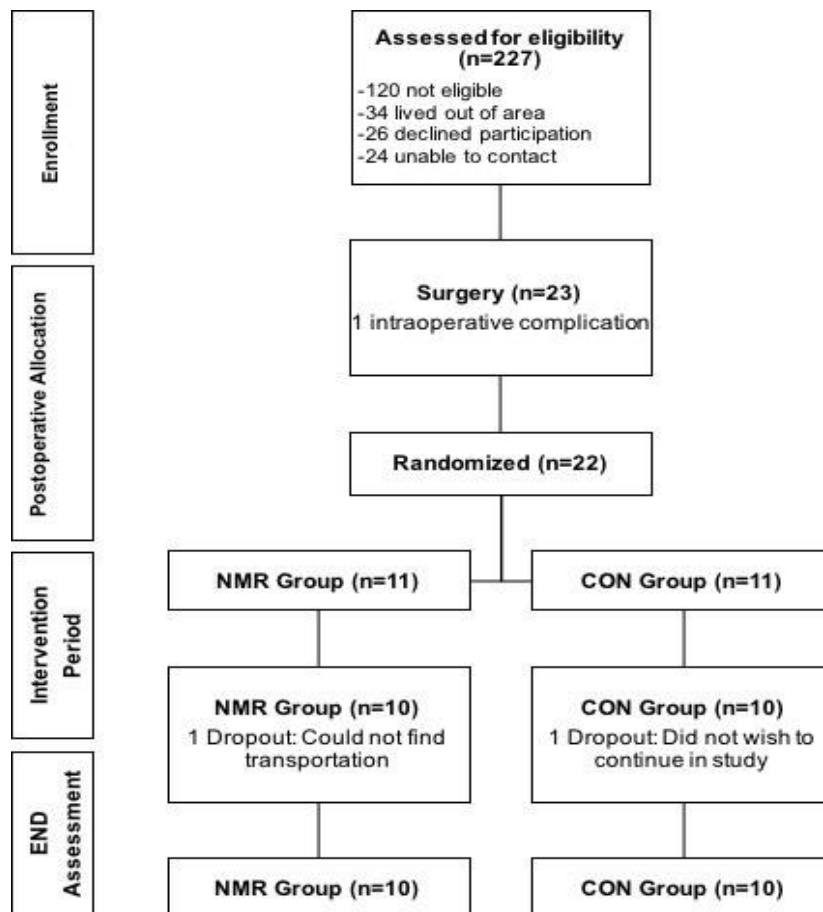 Enrollment
Assessed for eligibility
(n=227)
-120 not eligible
-34 lived out of area
-26 declined participation
-24 unable to contact
Postoperative Allocation
Surgery (n=23)
1 intraoperative complication
Randomized (n=22)
Intervention
Period
NMR Group (n=11)
CON Group (n=11)
NMR Group (n=10)
1 Dropout: Could not find
transportation
CON Group (n=10)
1 Dropout: Did not wish to
continue in study
END
Assessment
NMR Group (n=10)
CON Group (n=10)